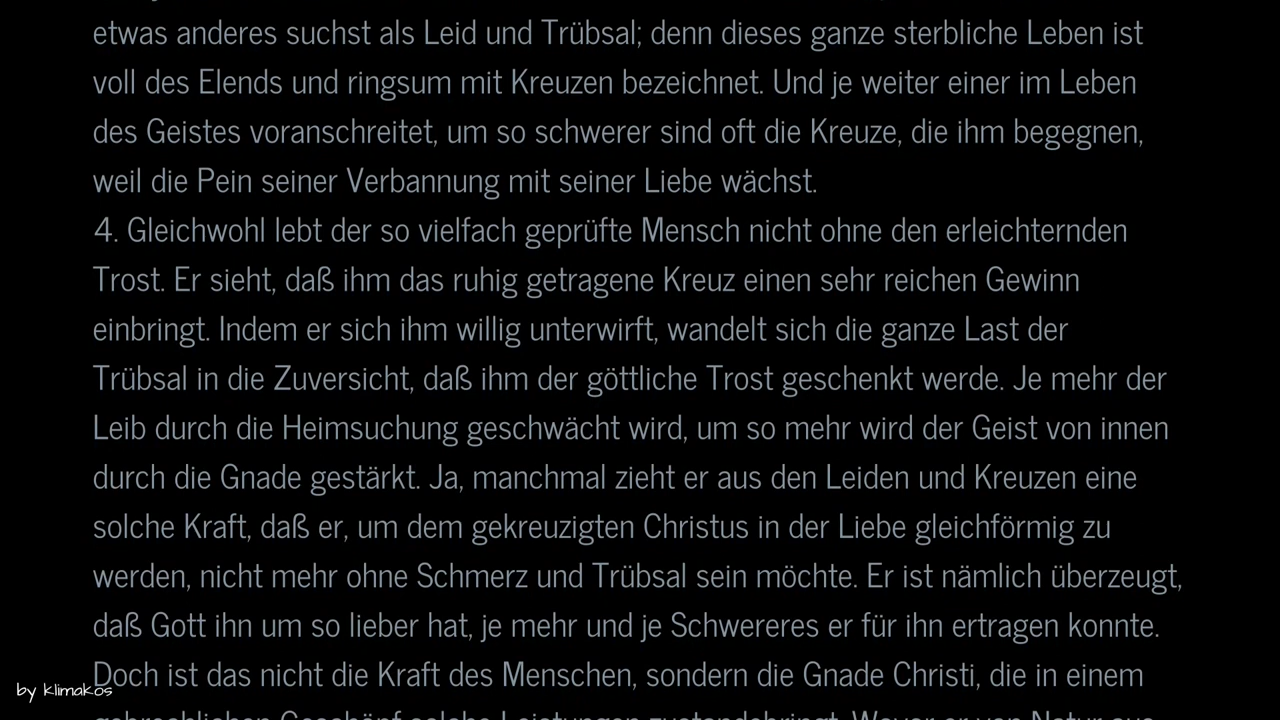 etwas anderes suchst als Leid und Trübsal; denn dieses ganze sterbliche Leben ist
voll des Elends und ringsum mit Kreuzen bezeichnet. Und je weiter einer im Leben
des Geistes voranschreitet, um so schwerer sind oft die Kreuze, die ihm begegnen,
weil die Pein seiner Verbannung mit seiner Liebe wächst.
4. Gleichwohl lebt der so vielfach geprüfte Mensch nicht ohne den erleichternden
Trost. Er sieht, daß ihm das ruhig getragene Kreuz einen sehr reichen Gewinn
einbringt. Indem er sich ihm willig unterwirft, wandelt sich die ganze Last der
Trübsal in die Zuversicht, daß ihm der göttliche Trost geschenkt werde. Je mehr der
Leib durch die Heimsuchung geschwächt wird, um so mehr wird der Geist von innen
durch die Gnade gestärkt. Ja, manchmal zieht er aus den Leiden und Kreuzen eine
solche Kraft, daß er, um dem gekreuzigten Christus in der Liebe gleichförmig zu
werden, nicht mehr ohne Schmerz und Trübsal sein möchte. Er ist nämlich überzeugt,
daß Gott ihn um so lieber hat, je mehr und je Schwereres er für ihn ertragen konnte.
Doch ist das nicht die Kraft des Menschen, sondern die Gnade Christi, die in einem
by klimakos